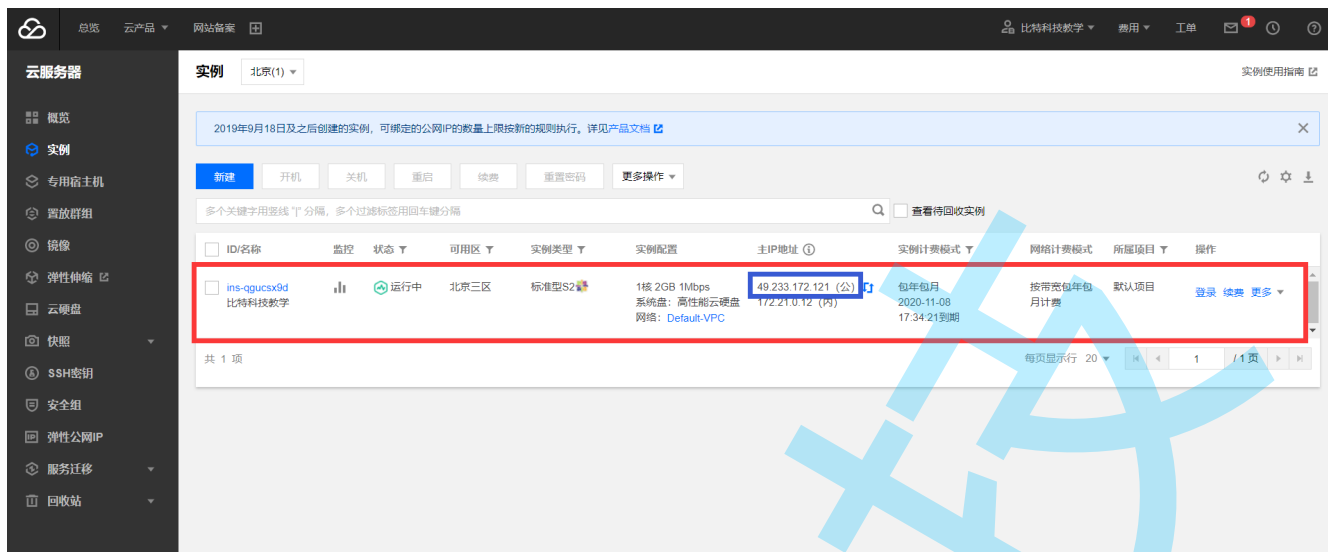 总览 云产品 网站备案 比特科技教学 费用 工单 1
云服务器
实例 北京(1) 实例使用指南
概览
实例
专用宿主机
置放群组
镜像
弹性伸缩
云硬盘
快照
SSH密钥
安全组
IP 弹性公网IP
服务迁移
回收站
2019年9月18日及之后创建的实例，可绑定的公网IP的数量上限按新的规则执行。详见产品文档
新建 开机 关机 重启 续费 重置密码 更多操作
多个关键字用竖线 "|" 分隔，多个过滤标签用回车键分隔 查看待回收实例
ID/名称 监控 状态 可用区 实例类型 实例配置 主IP地址 实例计费模式 网络计费模式 所属项目 操作
ins-qgucsx9d 运行中 北京三区 标准型S2 1核 2GB 1Mbps 49.233.172.121 (公) 包年包月 按带宽包年包 默认项目 登录 续费 更多
比特科技教学 系统盘：高性能云硬盘 172.21.0.12 (内) 2020-11-08 月计费
网络：Default-VPC 17:34:21到期
共 1 项 每页显示行 20 1 / 1 页